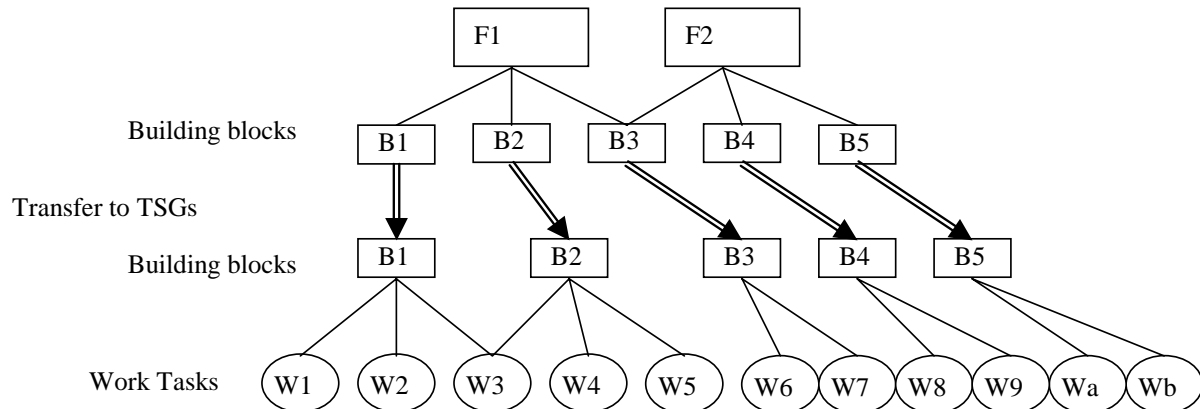 F1 F2
Building blocks B1 B2 B3 B4 B5
Transfer to TSGs
Building blocks B1 B2 B3 B4 B5
Work Tasks W1 W2 W3 W4 W5 W6 W7 W8 W9 Wa Wb